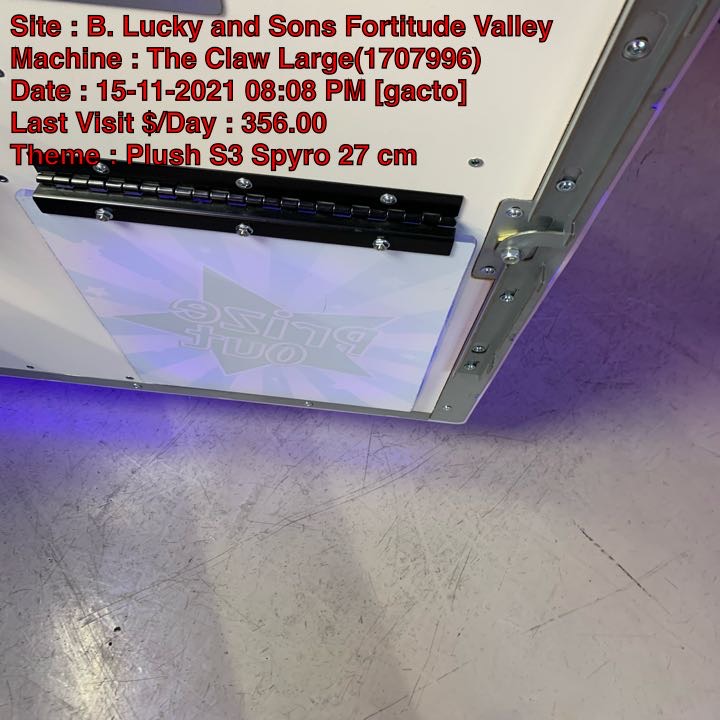 Site : B. Lucky and Sons Fortitude Valley
Machine : The Claw Large(1707996)
Date : 15-11-2021 08:08 PM [gacto]
Last Visit $/Day : 356.00
Theme : Plush S3 Spyro 27 cm
Prize
Out